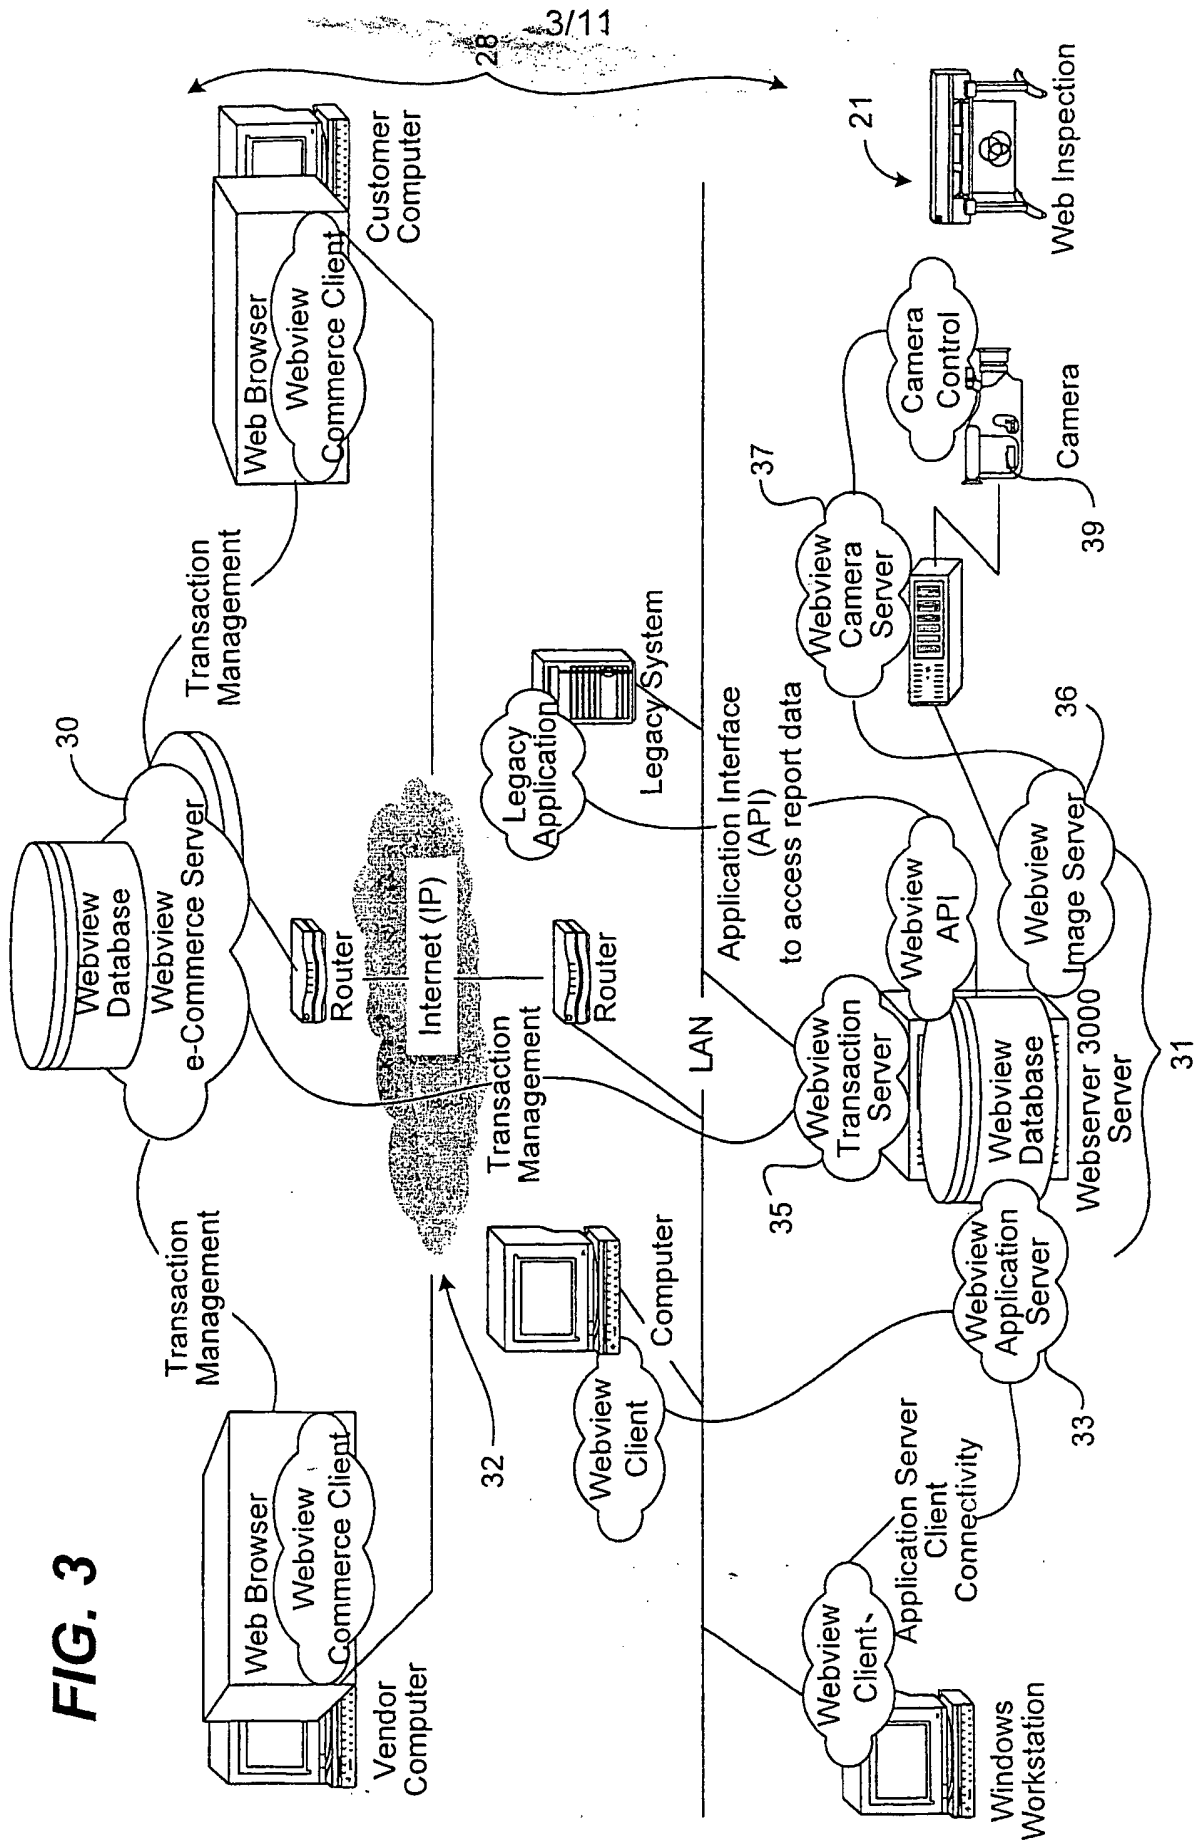 3/11
FIG. 3
28
Vendor
Computer
Web Browser
Webview
Commerce Client
Transaction
Management
Webview
Database
Webview
e-Commerce Server
30
Transaction
Management
Web Browser
Webview
Commerce Client
Customer
Computer
Router
Internet (IP)
32
Transaction
Management
Router
Webview
Client
Computer
Legacy
Application
Legacy System
LAN
Application Interface
(API)
to access report data
Windows
Workstation
Webview
Client
Application Server
Client
Connectivity
Webview
Application
Server
33
35
Webview
Transaction
Server
Webview
Database
Webserver 3000
Server
Webview
API
Webview
Image Server
36
31
Webview
Camera
Server
37
Camera
Control
Camera
39
21
Web Inspection